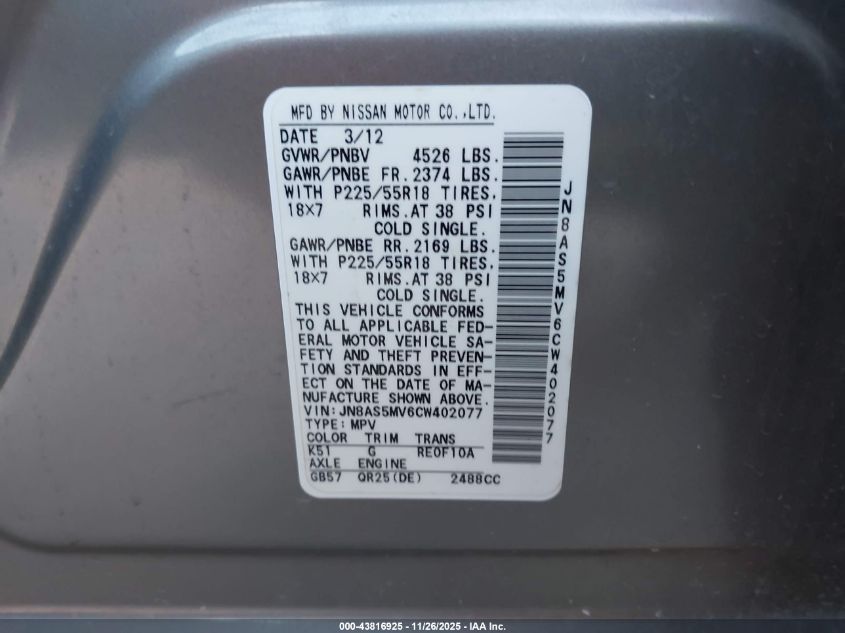 MFD BY NISSAN MOTOR CO.,LTD.
DATE 3/12
GVWR/PNBV 4526 LBS.
GAWR/PNBE FR. 2374 LBS.
WITH P225/55R18 TIRES.
18X7 RIMS. AT 38 PSI
COLD SINGLE.
GAWR/PNBE RR. 2169 LBS.
WITH P225/55R18 TIRES.
18X7 RIMS. AT 38 PSI
COLD SINGLE.
THIS VEHICLE CONFORMS
TO ALL APPLICABLE FED-
ERAL MOTOR VEHICLE SA-
FETY AND THEFT PREVEN-
TION STANDARDS IN EFF-
ECT ON THE DATE OF MA-
NUFACTURE SHOWN ABOVE.
VIN: JN8AS5MV6CW402077
TYPE: MPV
COLOR TRIM TRANS
K51 G RE0F10A
AXLE ENGINE
GB57 QR25(DE) 2488CC
JN8AS5MV6CW402077
000-43816925 - 11/26/2025 - IAA Inc.